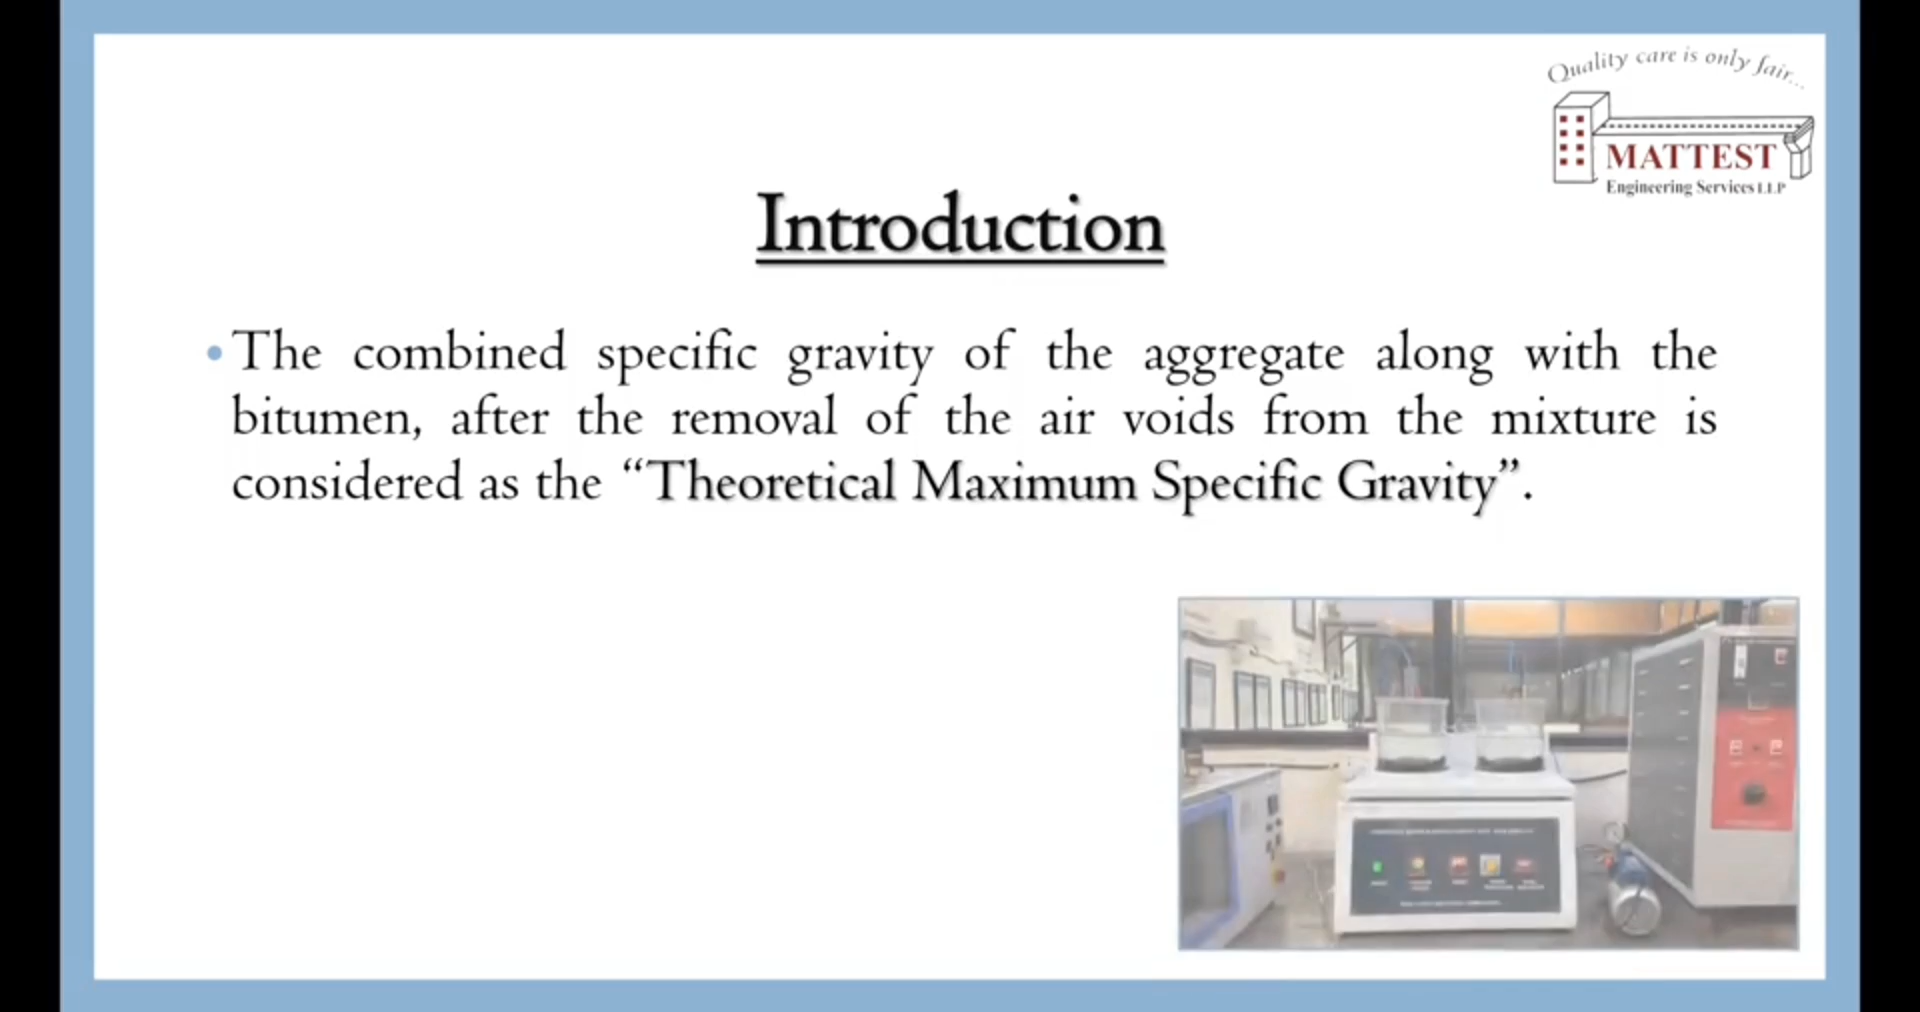 Quality care is only fair...
MATTEST
Engineering Services LLP
Introduction
• The combined specific gravity of the aggregate along with the
bitumen, after the removal of the air voids from the mixture is
considered as the “Theoretical Maximum Specific Gravity”.